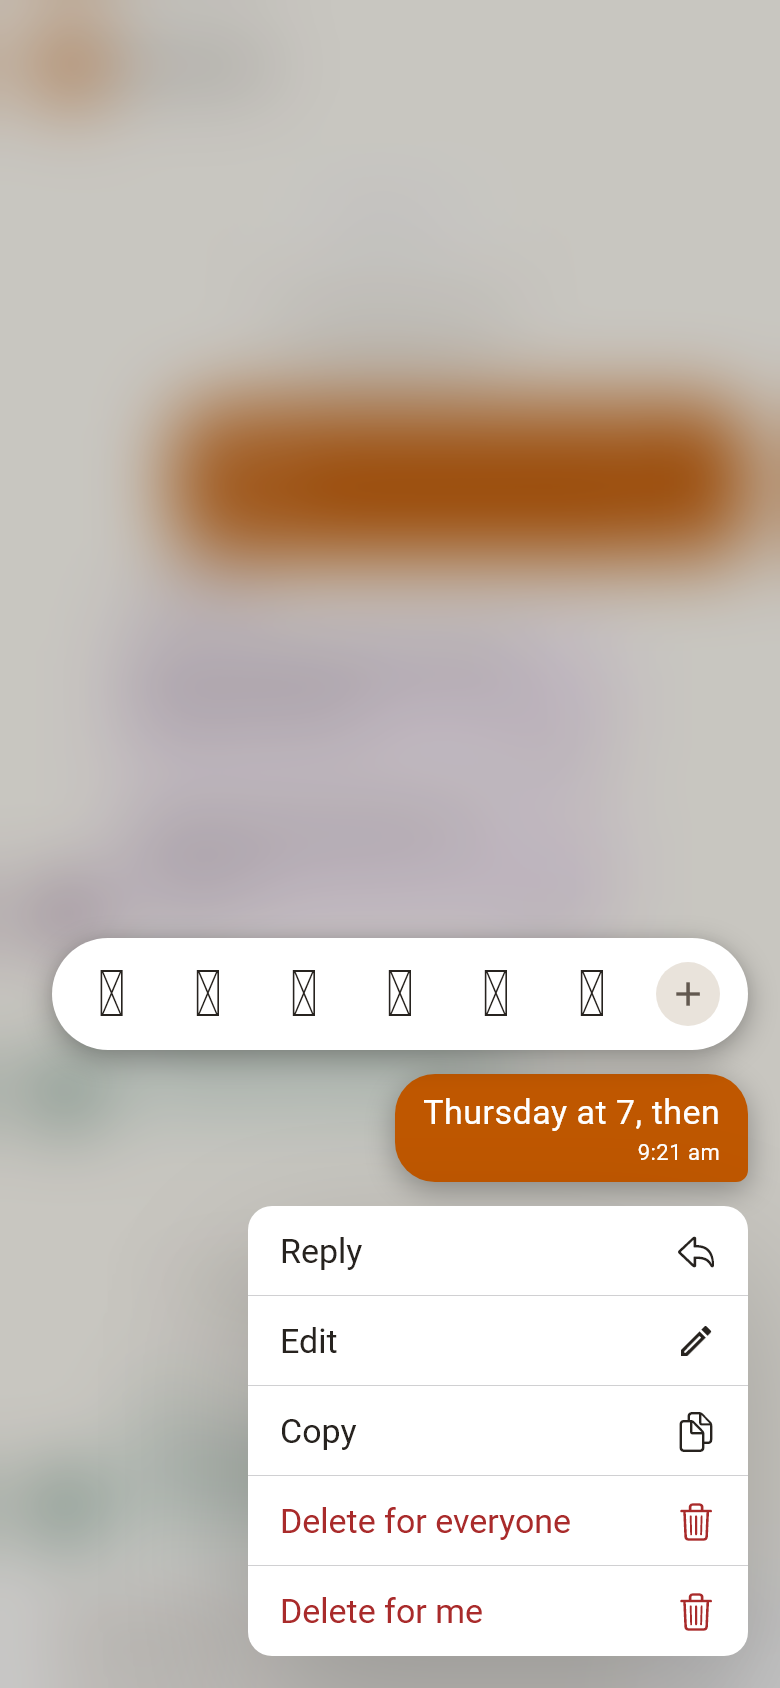 Thursday at 7, then
9:21 am
Reply
Edit
Copy
Delete for everyone
Delete for me